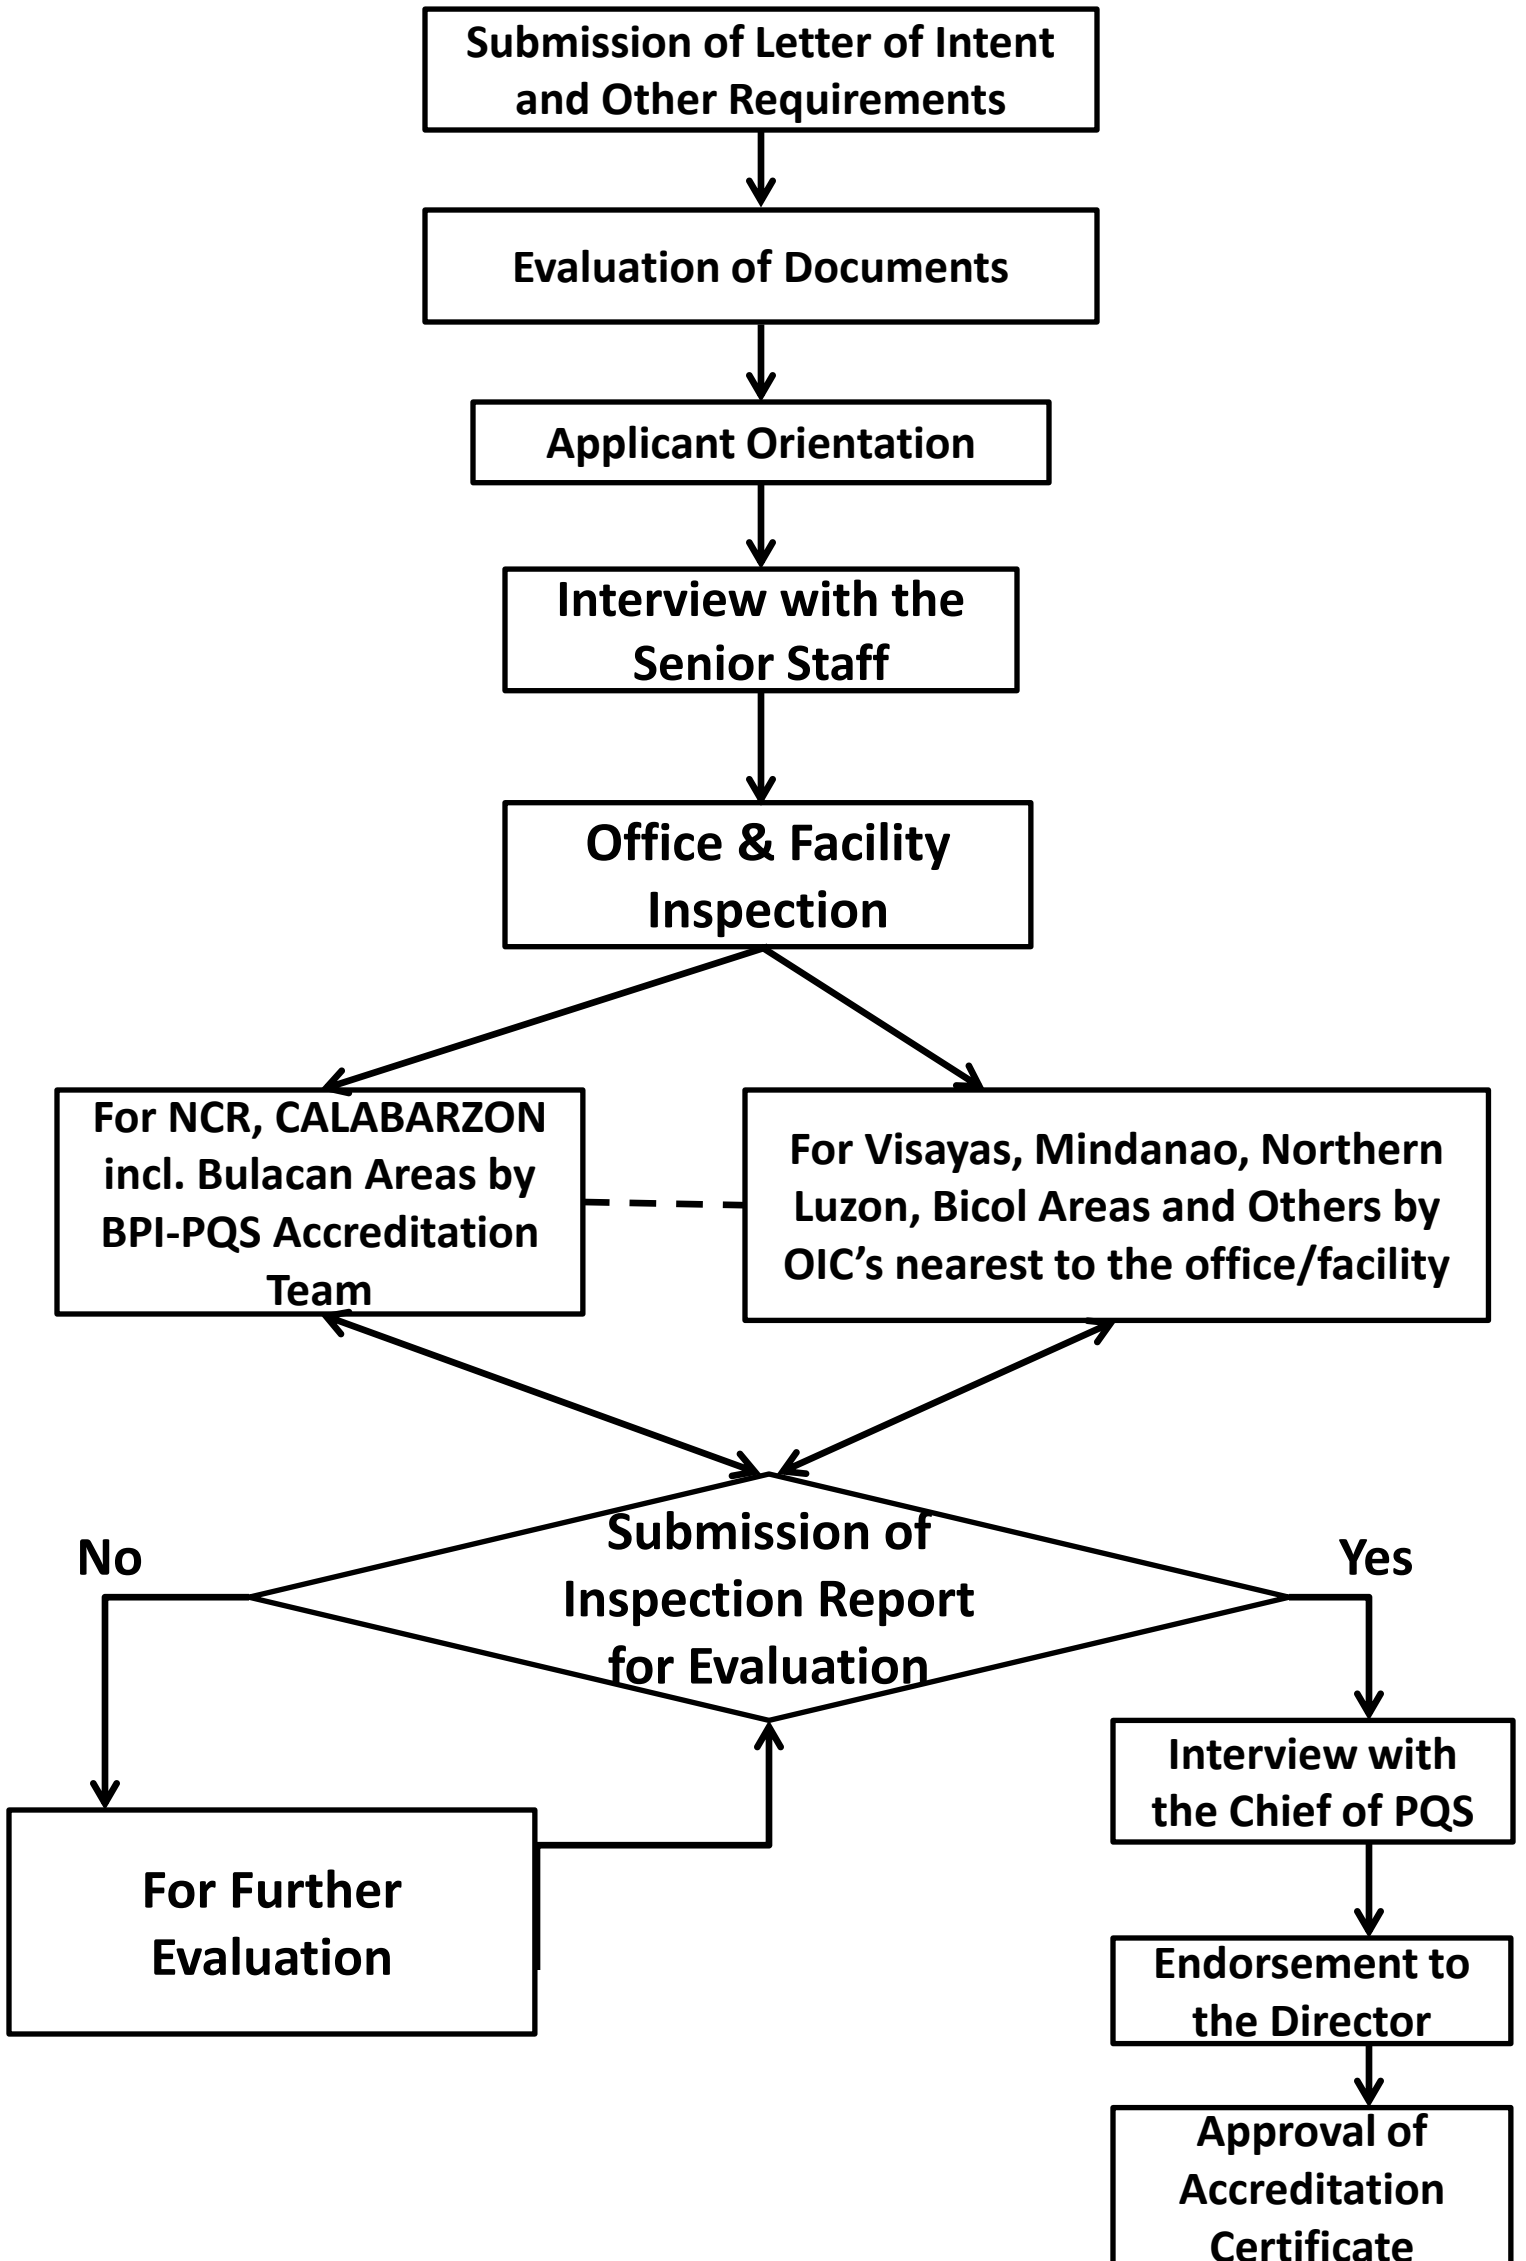 Submission of Letter of Intent
and Other Requirements
Evaluation of Documents
Applicant Orientation
Interview with the
Senior Staff
Office & Facility
Inspection
For NCR, CALABARZON
incl. Bulacan Areas by
BPI-PQS Accreditation
Team
For Visayas, Mindanao, Northern
Luzon, Bicol Areas and Others by
OIC’s nearest to the office/facility
Submission of
Inspection Report
for Evaluation
No
Yes
For Further
Evaluation
Interview with
the Chief of PQS
Endorsement to
the Director
Approval of
Accreditation
Certificate